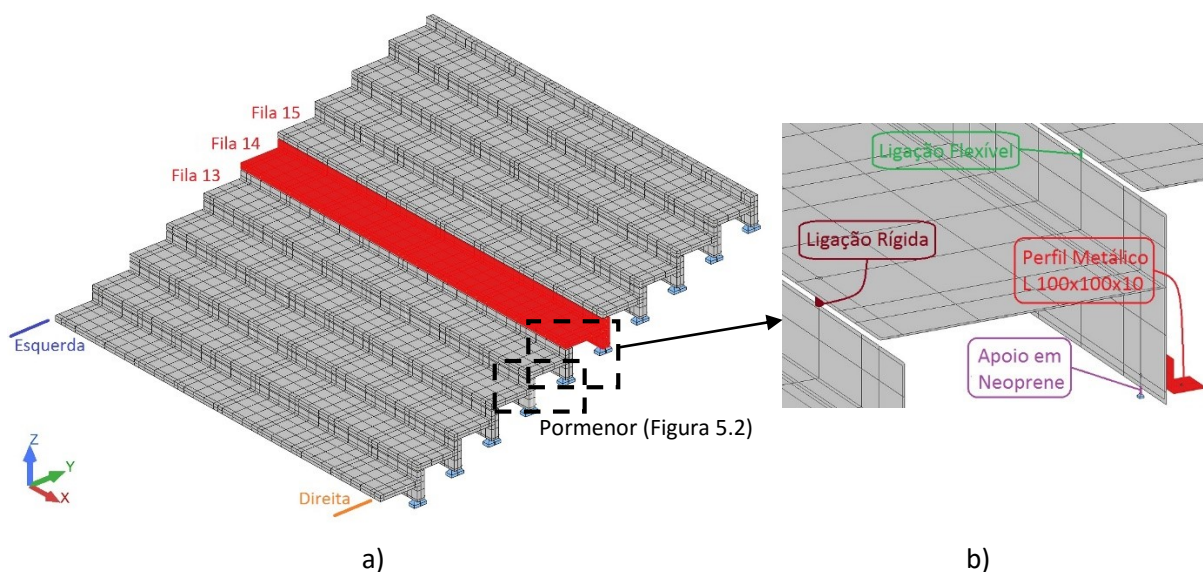 Fila 15
Fila 14
Fila 13
Esquerda
Direita
Z
Y
X
Pormenor (Figura 5.2)
a)
Ligação Flexível
Ligação Rígida
Perfil Metálico
L 100x100x10
Apoio em
Neoprene
b)